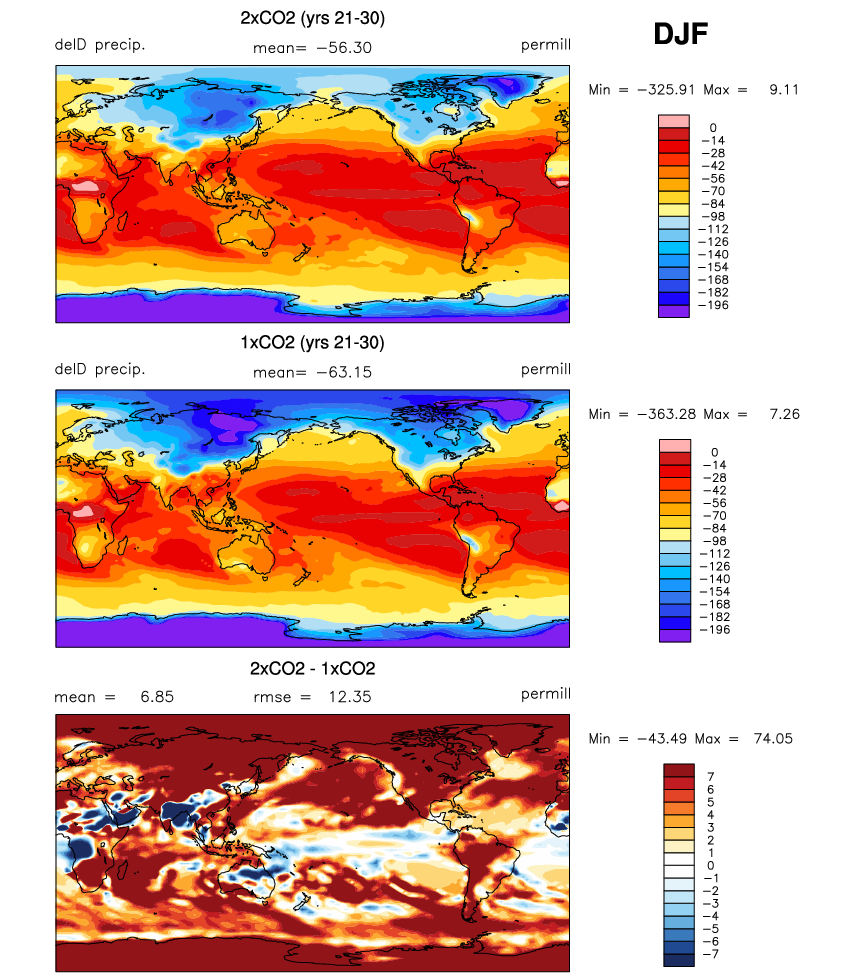 2xCO2 (yrs 21-30)
DJF
delD precip.
mean= −56.30
permill
Min = −325.91 Max = 9.11
0
−14
−28
−42
−56
−70
−84
−98
−112
−126
−140
−154
−168
−182
−196
1xCO2 (yrs 21-30)
delD precip.
mean= −63.15
permill
Min = −363.28 Max = 7.26
0
−14
−28
−42
−56
−70
−84
−98
−112
−126
−140
−154
−168
−182
−196
2xCO2 - 1xCO2
mean = 6.85
rmse = 12.35
permill
Min = −43.49 Max = 74.05
7
6
5
4
3
2
1
0
−1
−2
−3
−4
−5
−6
−7